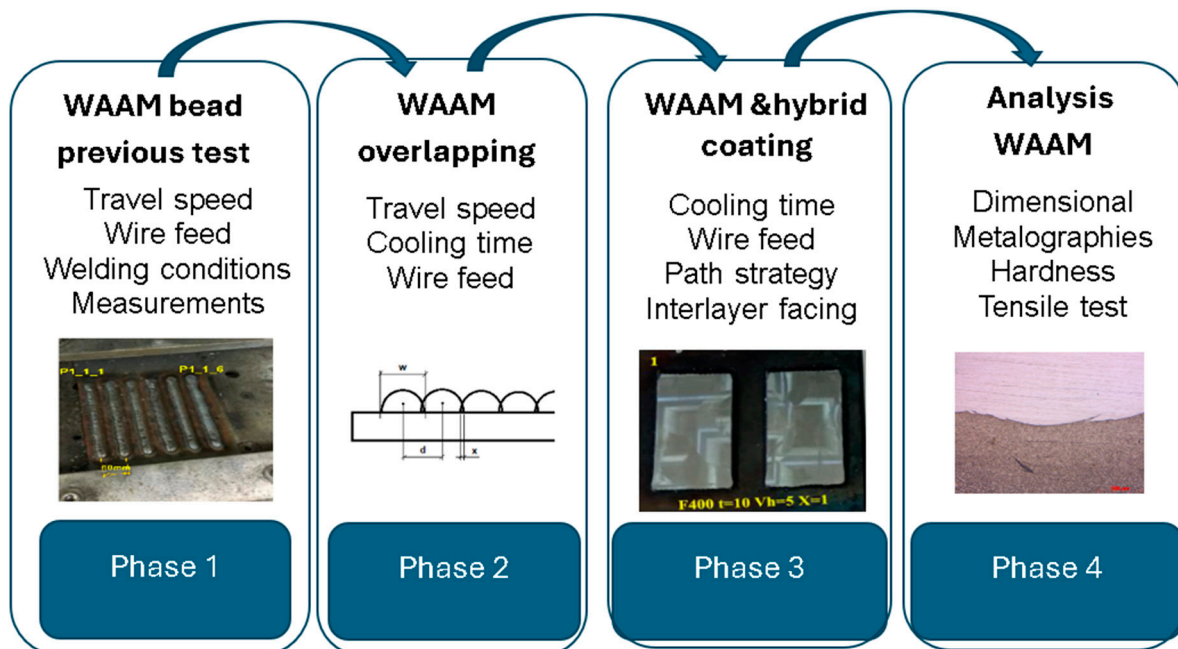 WAAM bead
previous test
Travel speed
Wire feed
Welding conditions
Measurements
P1_1_1
P1_1_6
60mm
Phase 1
WAAM
overlapping
Travel speed
Cooling time
Wire feed
w
d
x
Phase 2
WAAM &hybrid
coating
Cooling time
Wire feed
Path strategy
Interlayer facing
1
F400 t=10 Vh=5 X=1
Phase 3
Analysis
WAAM
Dimensional
Metalographies
Hardness
Tensile test
Phase 4